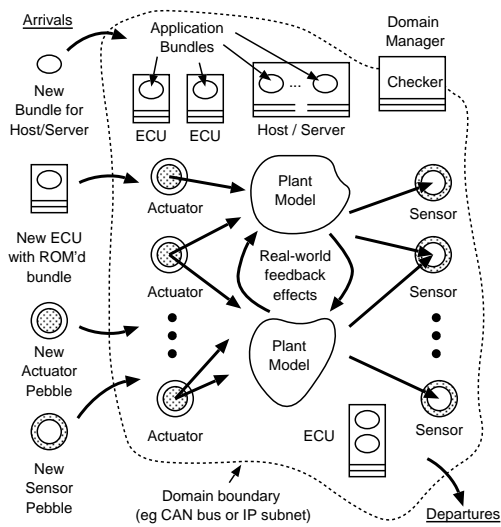 Arrivals
Application
Bundles
Domain
Manager
Checker
New
Bundle for
Host/Server
...
ECU
ECU
Host / Server
Actuator
Plant
Model
Sensor
New ECU
with ROM'd
bundle
Real-world
feedback
effects
Actuator
Sensor
New
Actuator
Pebble
Plant
Model
Actuator
ECU
Sensor
New
Sensor
Pebble
Domain boundary
(eg CAN bus or IP subnet)
Departures